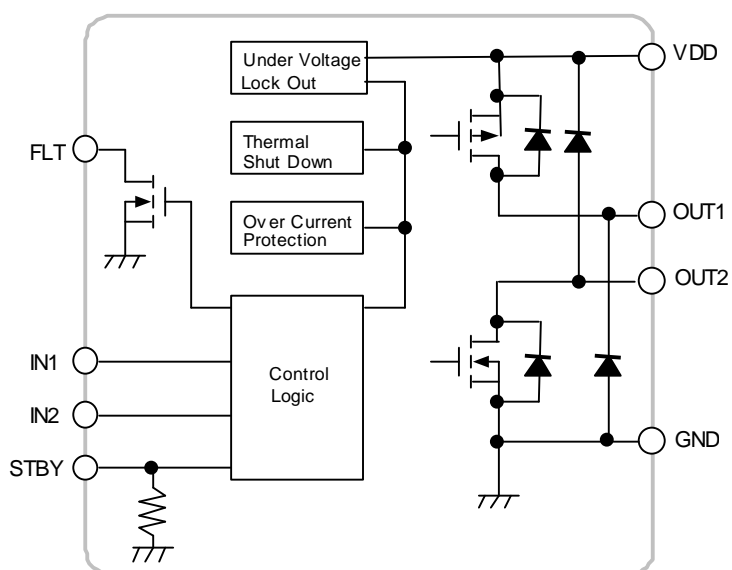 Under Voltage
Lock Out
VDD
FLT
Thermal
Shut Down
Over Current
Protection
OUT1
OUT2
IN1
Control
Logic
IN2
GND
STBY